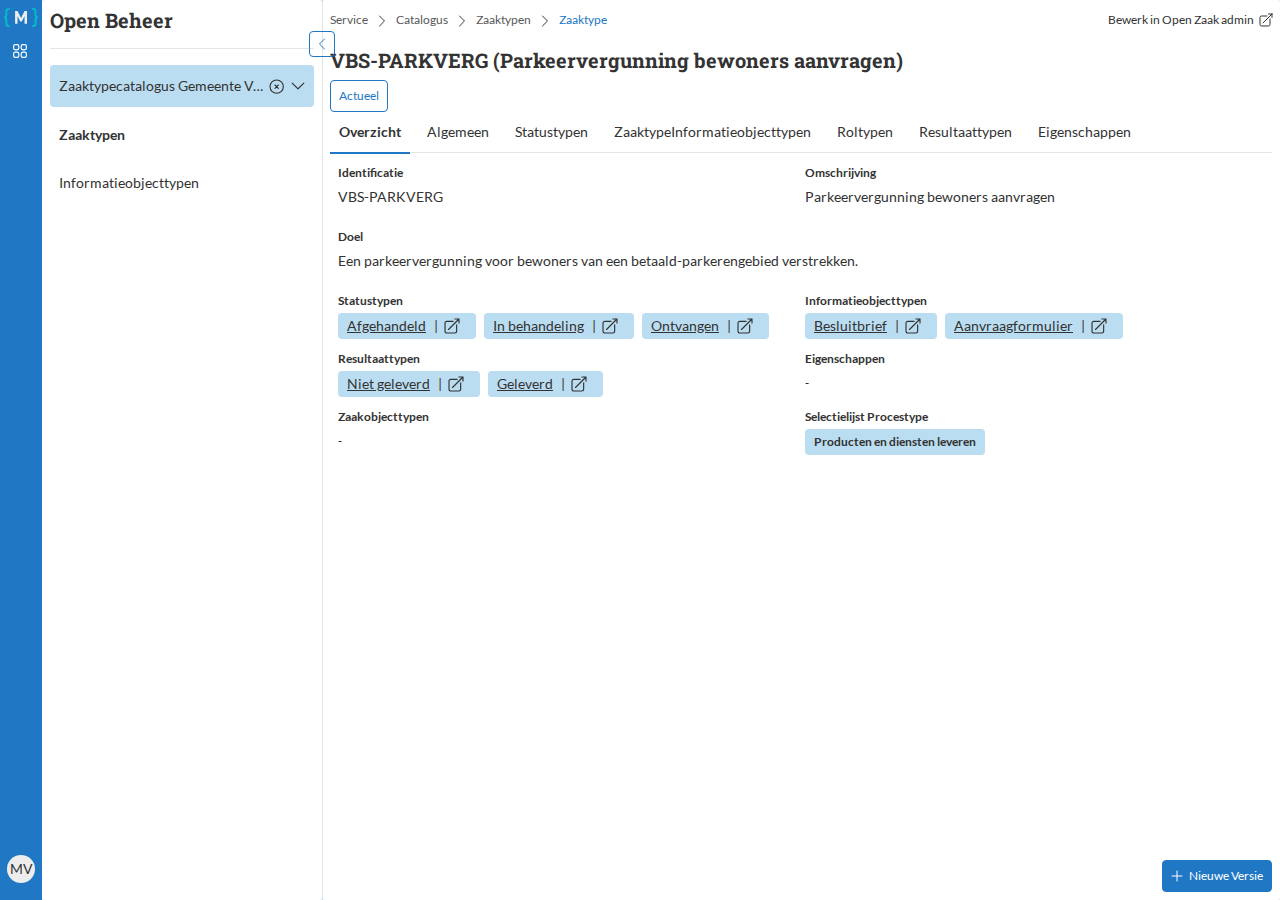 { M }
Open Beheer
Zaaktypecatalogus Gemeente V...
Zaaktypen
Informatieobjecttypen
MV
Service
Catalogus
Zaaktypen
Zaaktype
Bewerk in Open Zaak admin
VBS-PARKVERG (Parkeervergunning bewoners aanvragen)
Actueel
Overzicht
Algemeen
Statustypen
ZaaktypeInformatieobjecttypen
Roltypen
Resultaattypen
Eigenschappen
Identificatie
VBS-PARKVERG
Omschrijving
Parkeervergunning bewoners aanvragen
Doel
Een parkeervergunning voor bewoners van een betaald-parkerengebied verstrekken.
Statustypen
Afgehandeld |
In behandeling |
Ontvangen |
Informatieobjecttypen
Besluitbrief |
Aanvraagformulier |
Resultaattypen
Niet geleverd |
Geleverd |
Eigenschappen
-
Zaakobjecttypen
-
Selectielijst Procestype
Producten en diensten leveren
Nieuwe Versie